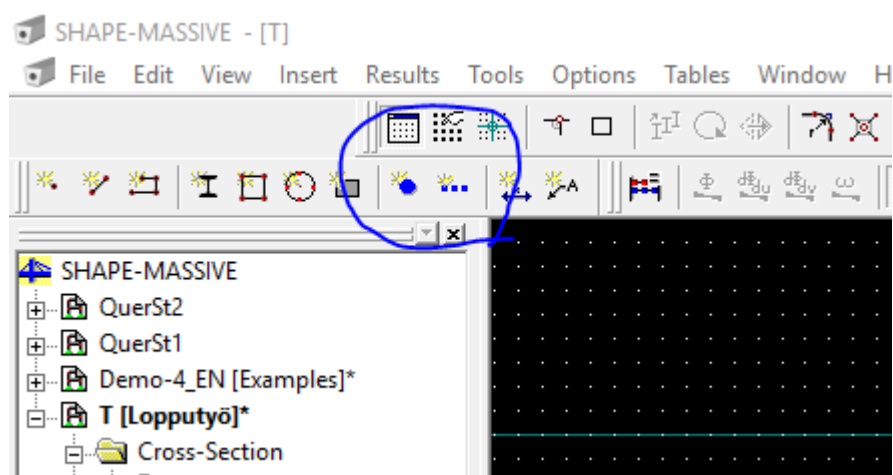 SHAPE-MASSIVE - [T]
File Edit View Insert Results Tools Options Tables Window H
SHAPE-MASSIVE
QuerSt2
QuerSt1
Demo-4_EN [Examples]*
T [Lopputyö]*
Cross-Section